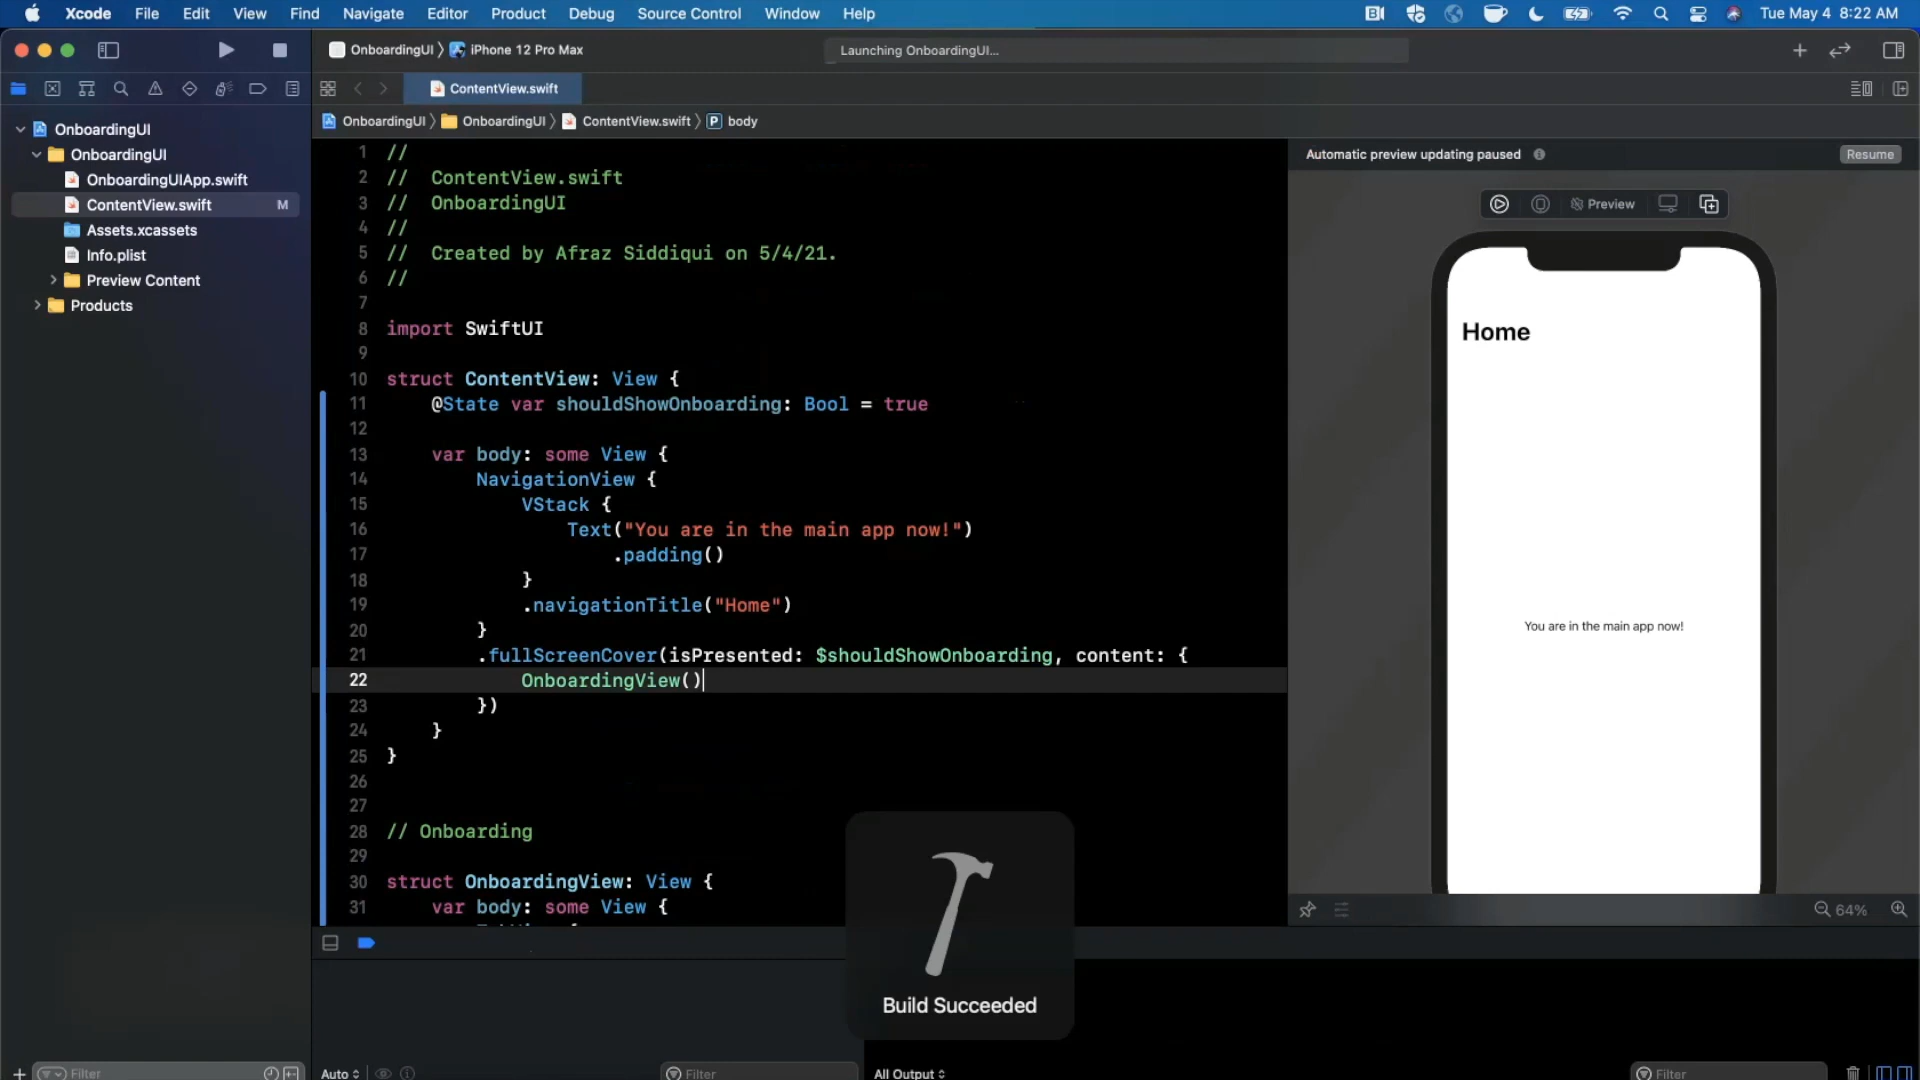 Xcode File Edit View Find Navigate Editor Product Debug Source Control Window Help Tue May 4 8:22 AM
OnboardingUI iPhone 12 Pro Max Launching OnboardingUI...
ContentView.swift
OnboardingUI OnboardingUI ContentView.swift P body
OnboardingUI
OnboardingUI
OnboardingUIApp.swift
ContentView.swift M
Assets.xcassets
Info.plist
Preview Content
Products
1 //
2 //  ContentView.swift
3 //  OnboardingUI
4 //
5 //  Created by Afraz Siddiqui on 5/4/21.
6 //
7
8 import SwiftUI
9
10 struct ContentView: View {
11     @State var shouldShowOnboarding: Bool = true
12
13     var body: some View {
14         NavigationView {
15             VStack {
16                 Text("You are in the main app now!")
17                     .padding()
18             }
19             .navigationTitle("Home")
20         }
21         .fullScreenCover(isPresented: $shouldShowOnboarding, content: {
22             OnboardingView()
23         })
24     }
25 }
26
27
28 // Onboarding
29
30 struct OnboardingView: View {
31     var body: some View {
Automatic preview updating paused Resume
Preview
Home
You are in the main app now!
64%
Build Succeeded
Filter Auto Filter All Output Filter